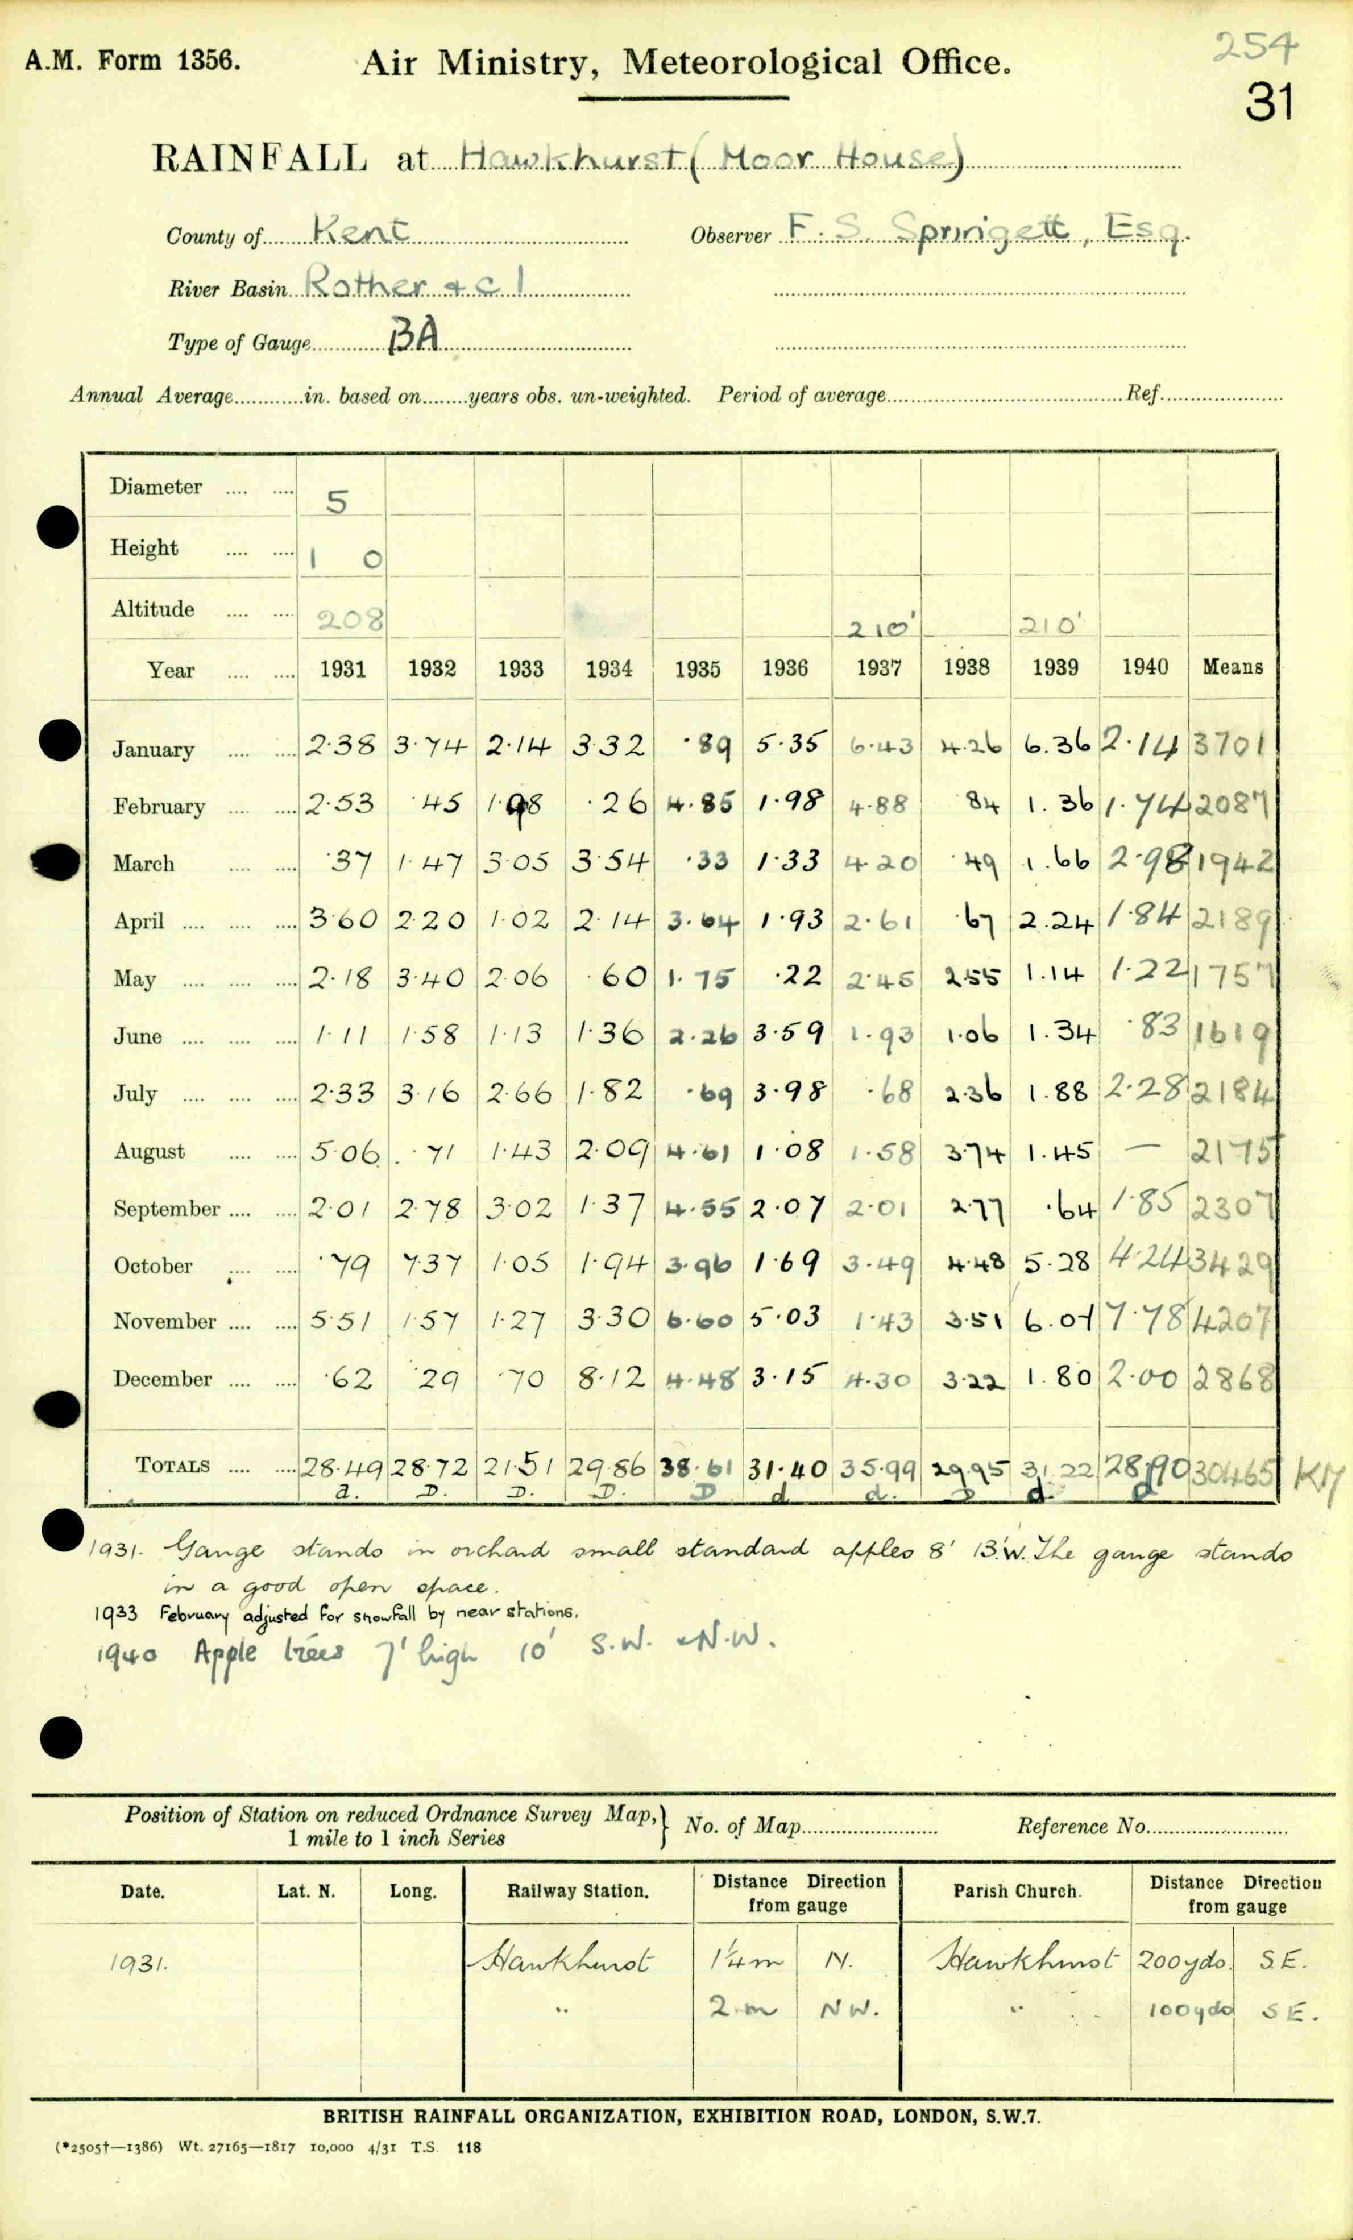 254
A.M. Form 1356. Air Ministry, Meteorological Office.
31
RAINFALL at Hawkhurst (Moor House)
County of Kent Observer F. S. Springett, Esq.
River Basin Rother & c 1
Type of Gauge BA
Annual Average in. based on years obs. un-weighted. Period of average Ref.
Diameter 5
Height 1 0
Altitude 208 210' 210'
Year 1931 1932 1933 1934 1935 1936 1937 1938 1939 1940 Means
January 2.38 3.74 2.14 3.32 .89 5.35 6.43 4.26 6.36 2.14 3701
February 2.53 .45 1.98 .26 4.85 1.98 4.88 .84 1.36 1.74 2087
March .37 1.47 3.05 3.54 .33 1.33 4.20 .49 1.66 2.98 1942
April 3.60 2.20 1.02 2.14 3.64 1.93 2.61 .67 2.24 1.84 2189
May 2.18 3.40 2.06 .60 1.75 .22 2.45 2.55 1.14 1.22 1757
June 1.11 1.58 1.13 1.36 2.26 3.59 1.93 1.06 1.34 .83 1619
July 2.33 3.16 2.66 1.82 .69 3.98 .68 2.36 1.88 2.28 2184
August 5.06 .71 1.43 2.09 4.61 1.08 1.58 3.74 1.45 — 2175
September 2.01 2.78 3.02 1.37 4.55 2.07 2.01 2.77 .64 1.85 2307
October .79 7.37 1.05 1.94 3.96 1.69 3.49 4.48 5.28 4.24 3429
November 5.51 1.57 1.27 3.30 6.60 5.03 1.43 3.51 6.07 7.78 4207
December .62 .29 .70 8.12 4.48 3.15 4.30 3.22 1.80 2.00 2868
TOTALS 28.49 28.72 21.51 29.86 38.61 31.40 35.99 29.95 31.22 28.90 30465 KM
a. D. D. D. D d d. D d. d
1931. Gauge stands in orchard small standard apples 8' 13'W. The gauge stands
in a good open space.
1933 February adjusted for snowfall by near stations.
1940 Apple trees 7' high 10' S.W. & N.W.
Position of Station on reduced Ordnance Survey Map, } No. of Map Reference No.
1 mile to 1 inch Series
Date. Lat. N. Long. Railway Station. Distance Direction from gauge Parish Church. Distance Direction from gauge
1931. Hawkhurst 1¼m N. Hawkhurst 200yds. S.E.
" 2 m NW. " 100yds S E.
BRITISH RAINFALL ORGANIZATION, EXHIBITION ROAD, LONDON, S.W.7.
(*2505†—1386) Wt. 27165—1817 10,000 4/31 T.S. 118